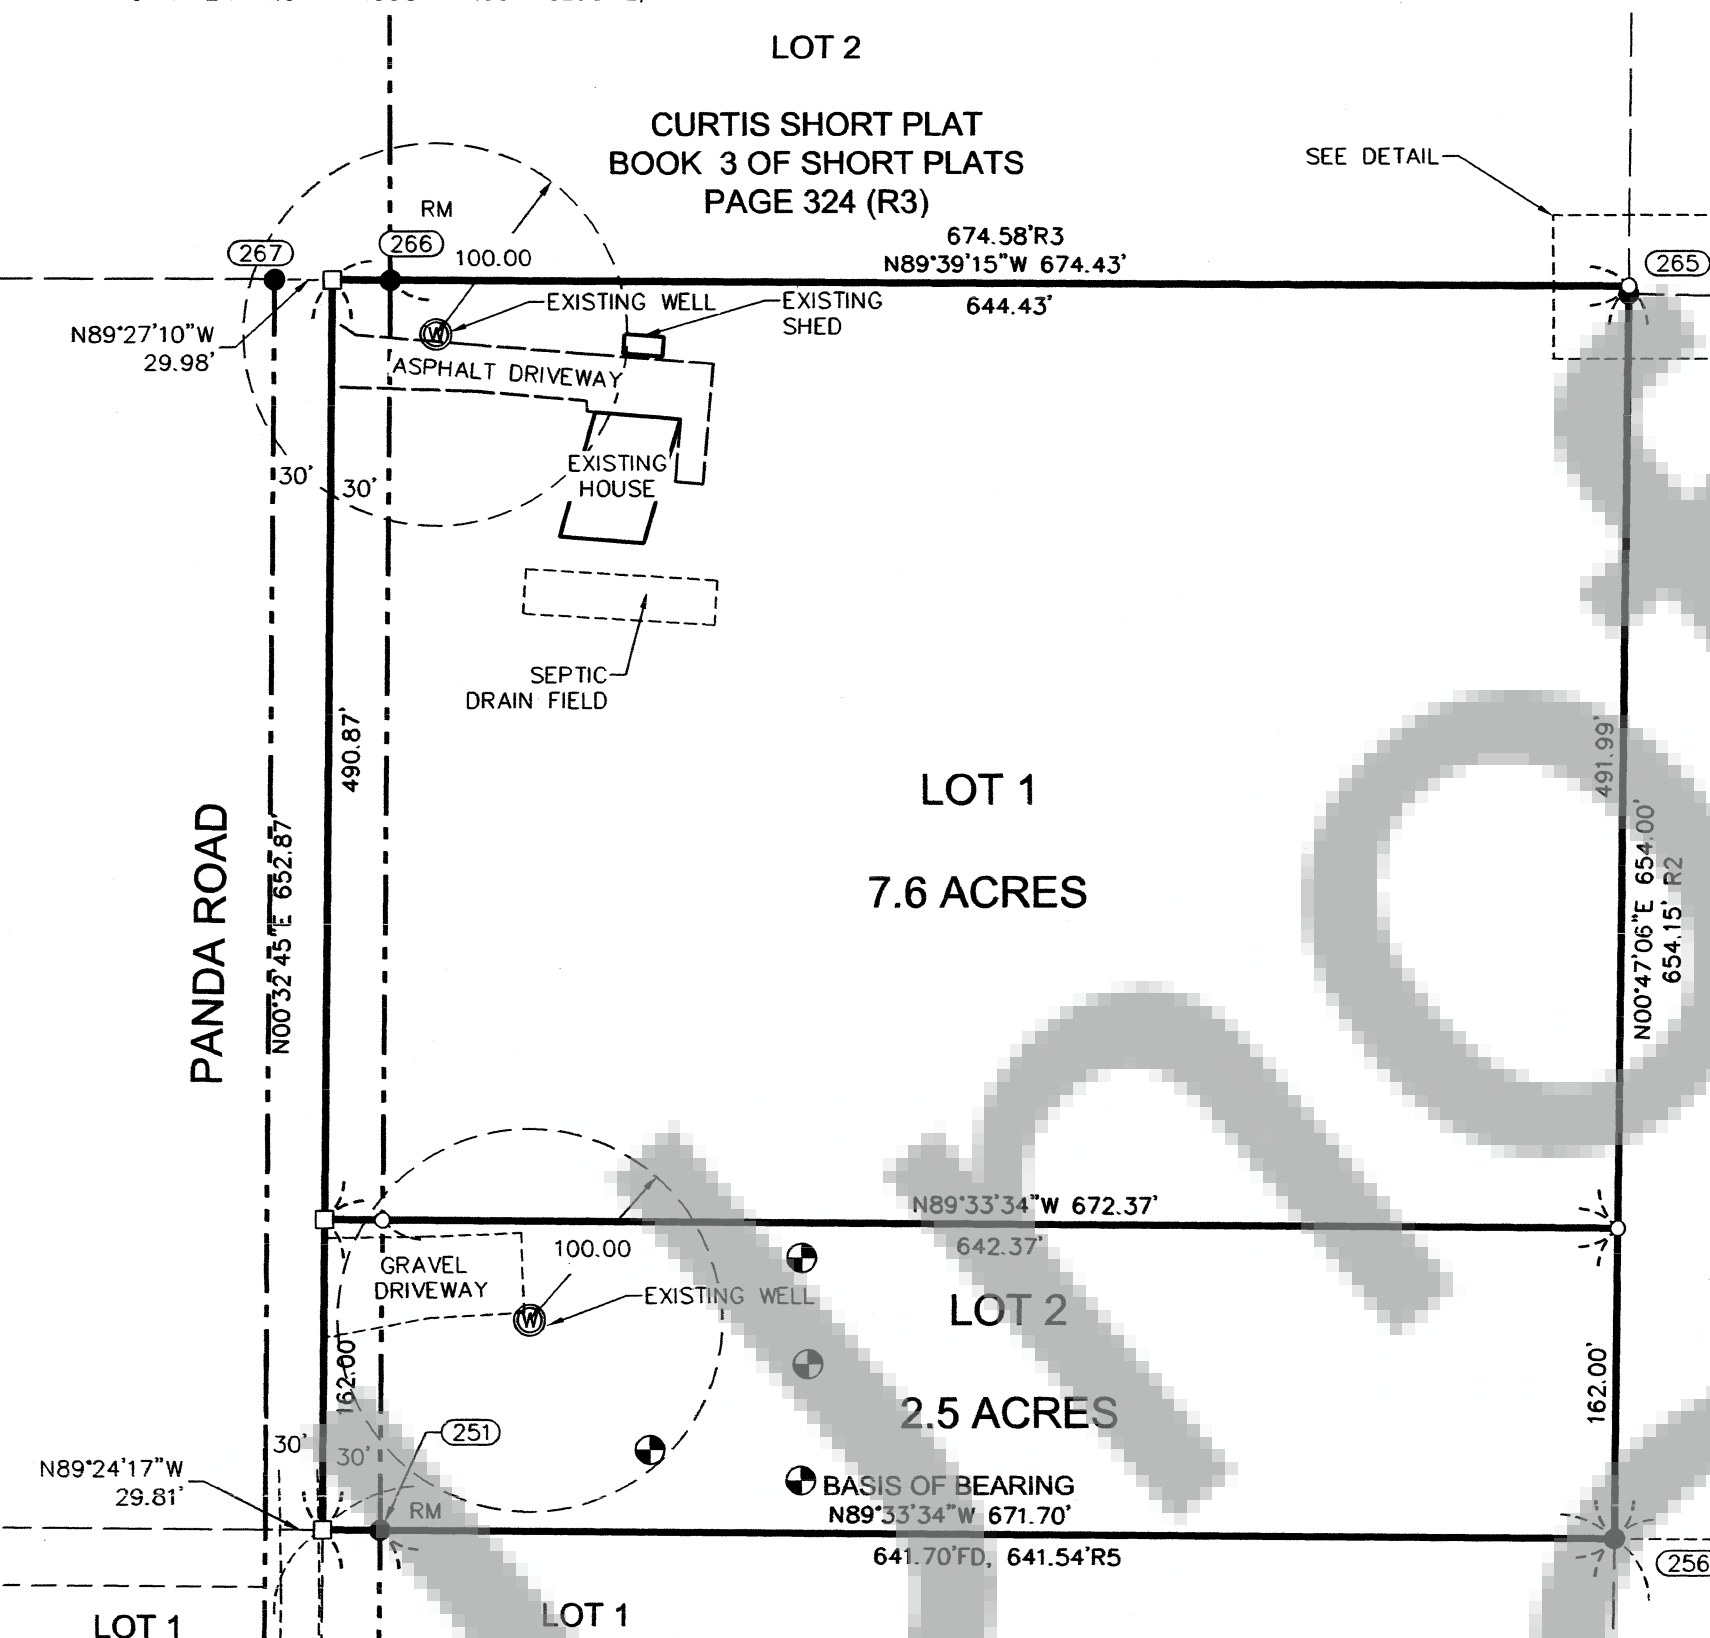 LOT 2
CURTIS SHORT PLAT
BOOK 3 OF SHORT PLATS
PAGE 324 (R3)
SEE DETAIL
RM
267
266
100.00
674.58'R3
N89°39'15"W 674.43'
644.43'
265
EXISTING WELL
EXISTING
SHED
N89°27'10"W
29.98'
W
ASPHALT DRIVEWAY
EXISTING
HOUSE
30'
30'
SEPTIC
DRAIN FIELD
490.87'
491.99'
LOT 1
7.6 ACRES
PANDA ROAD
N00°32'45"E 652.87'
N00°47'06"E 654.00'
654.15' R2
N89°33'34"W 672.37'
642.37'
100.00
GRAVEL
DRIVEWAY
EXISTING WELL
W
LOT 2
2.5 ACRES
162.00'
162.00'
251
30'
30'
N89°24'17"W
29.81'
RM
BASIS OF BEARING
N89°33'34"W 671.70'
641.70'FD, 641.54'R5
256
LOT 1
LOT 1